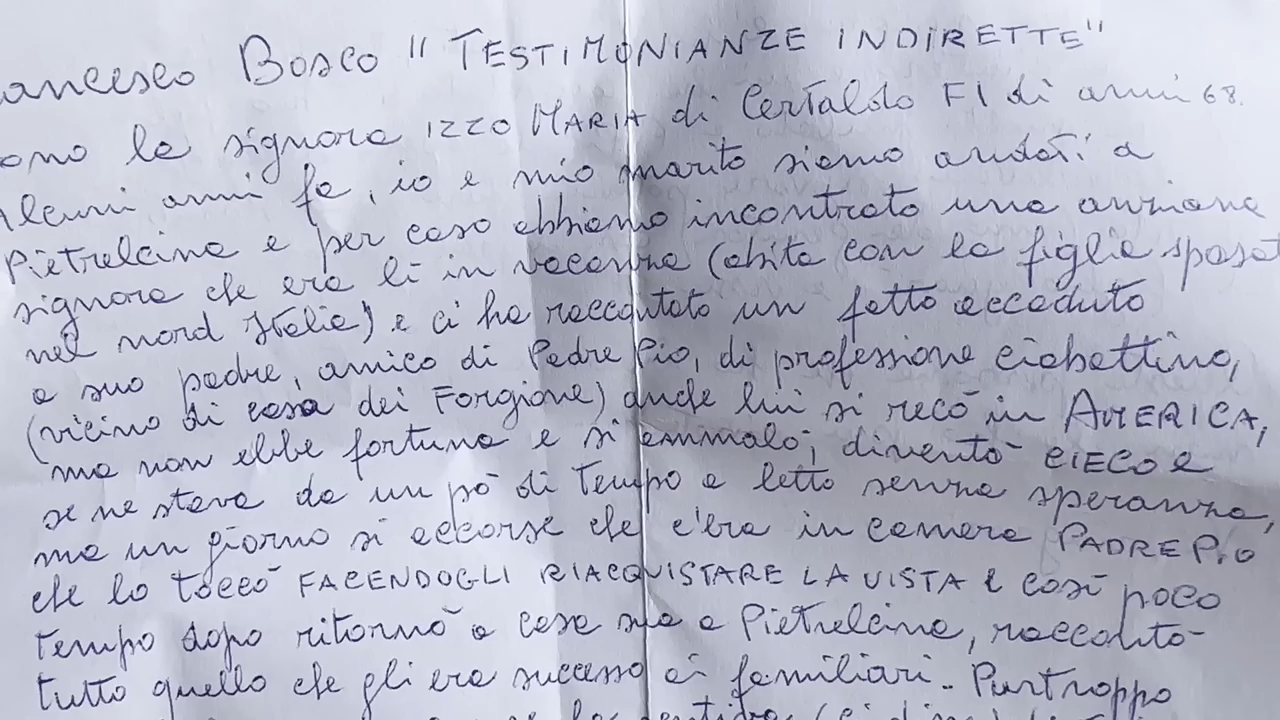 ancesco Bosco "TESTIMONIANZE INDIRETTE"
ono la signora IZZO MARIA di Certaldo FI di anni 68.
Alcuni anni fa, io e mio marito siamo andati a
Pietrelcina e per caso abbiamo incontrato una anziana
signora che era lì in vacanza (abita con la figlia sposat
nel nord Italia) e ci ha raccontato un fatto accaduto
a suo padre, amico di Padre Pio, di professione ciabattino,
(vicino di casa dei Forgione) anche lui si recò in AMERICA,
ma non ebbe fortuna e si ammalò, diventò CIECO e
se ne stava da un pò di tempo a letto senza speranza,
ma un giorno si accorse che c'era in camera PADRE PIO
che lo toccò FACENDOGLI RIACQUISTARE LA VISTA e così poco
tempo dopo ritornò a casa sua a Pietrelcina, raccontò
tutto quello che gli era successo ai familiari. Purtroppo